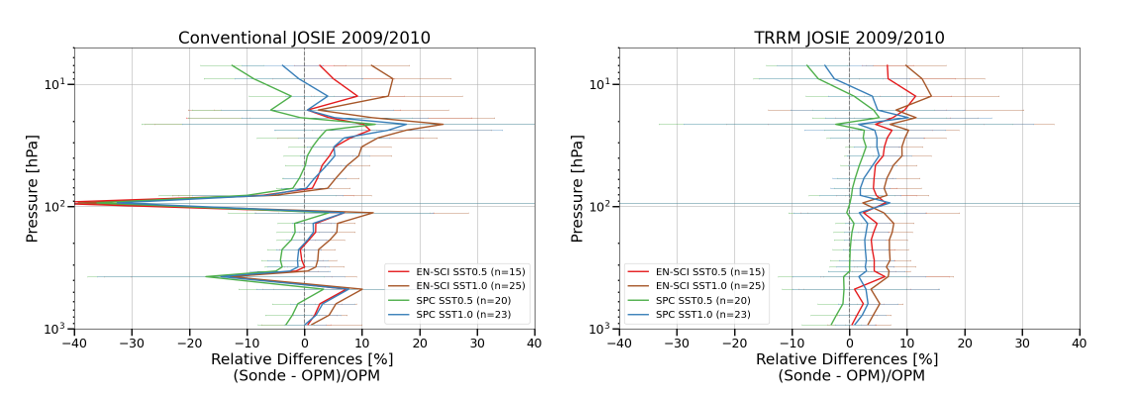 Conventional JOSIE 2009/2010
Pressure [hPa]
10¹
10²
10³
EN-SCI SST0.5 (n=15)
EN-SCI SST1.0 (n=25)
SPC SST0.5 (n=20)
SPC SST1.0 (n=23)
−40 −30 −20 −10 0 10 20 30 40
Relative Differences [%]
(Sonde - OPM)/OPM
TRRM JOSIE 2009/2010
Pressure [hPa]
10¹
10²
10³
EN-SCI SST0.5 (n=15)
EN-SCI SST1.0 (n=25)
SPC SST0.5 (n=20)
SPC SST1.0 (n=23)
−40 −30 −20 −10 0 10 20 30 40
Relative Differences [%]
(Sonde - OPM)/OPM